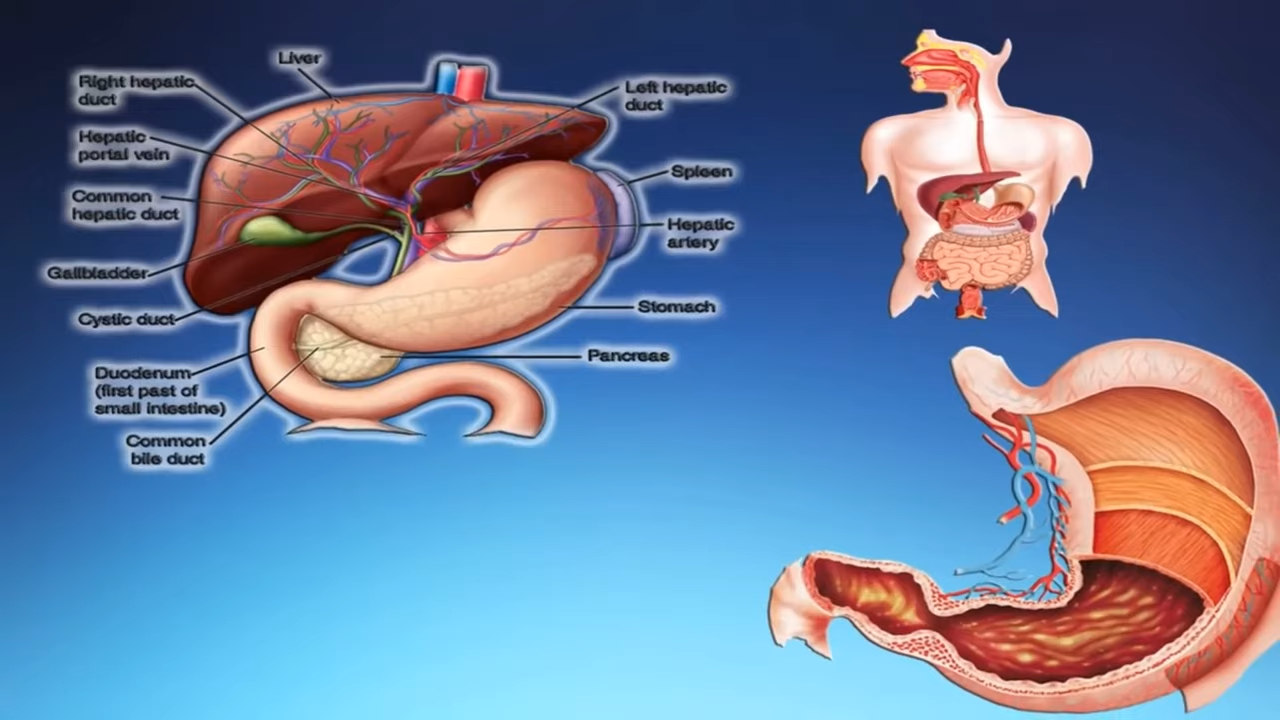 Liver
Right hepatic
duct
Hepatic
portal vein
Common
hepatic duct
Gallbladder
Cystic duct
Duodenum
(first past of
small intestine)
Common
bile duct
Left hepatic
duct
Spleen
Hepatic
artery
Stomach
Pancreas